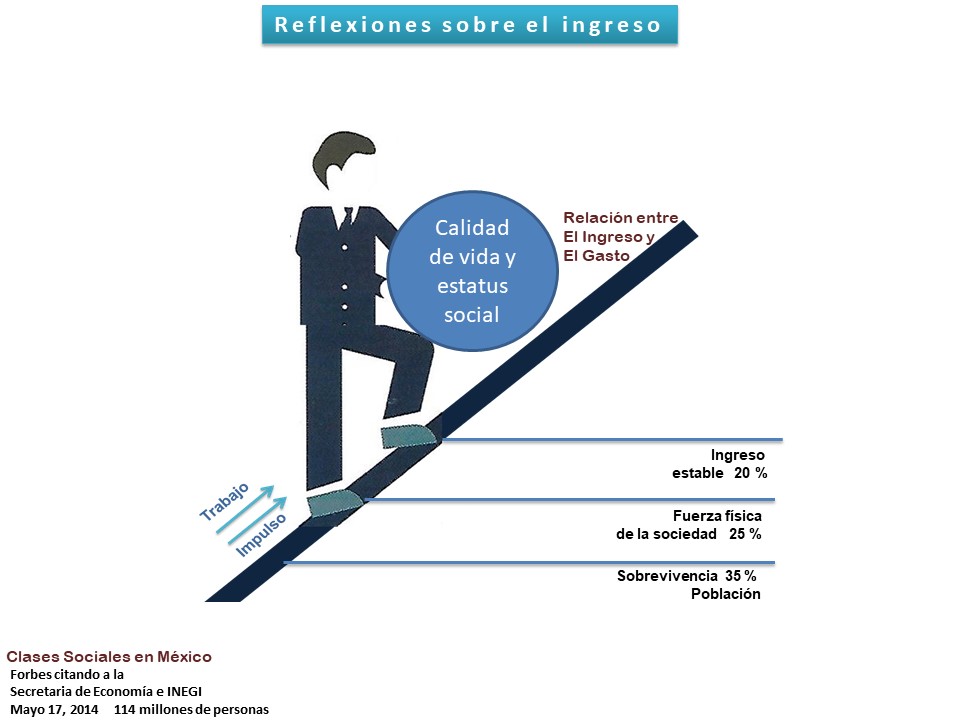 Reflexiones sobre el ingreso
Calidad
de vida y
estatus
social
Relación entre
El Ingreso y
El Gasto
Ingreso
estable 20 %
Fuerza física
de la sociedad 25 %
Sobrevivencia 35 %
Población
Trabajo
Impulso
Clases Sociales en México
Forbes citando a la
Secretaria de Economía e INEGI
Mayo 17, 2014 114 millones de personas